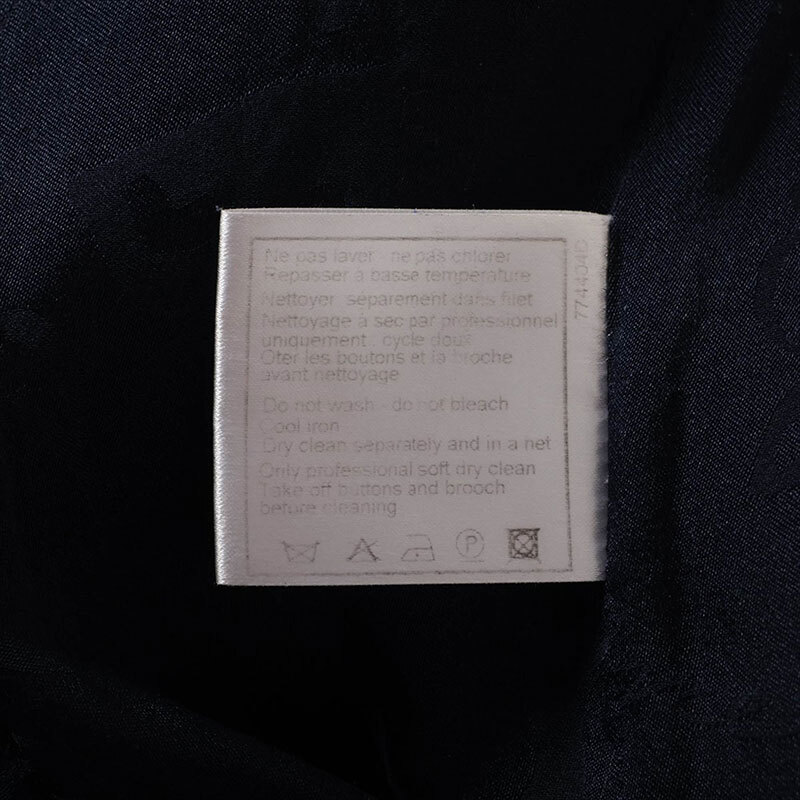 Ne pas laver - ne pas chlorer
Repasser à basse temperature
Nettoyer separement dans filet
Nettoyage à sec par professionnel
uniquement : cycle doux
Oter les boutons et la broche
avant nettoyage
Do not wash - do not bleach
Cool iron
Dry clean separately and in a net
Only professional soft dry clean
Take off buttons and brooch
before cleaning
P